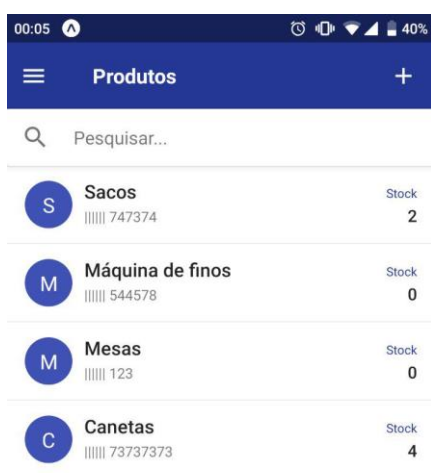 00:05 40%
Produtos
Pesquisar...
S Sacos Stock
747374 2
M Máquina de finos Stock
544578 0
M Mesas Stock
123 0
C Canetas Stock
73737373 4